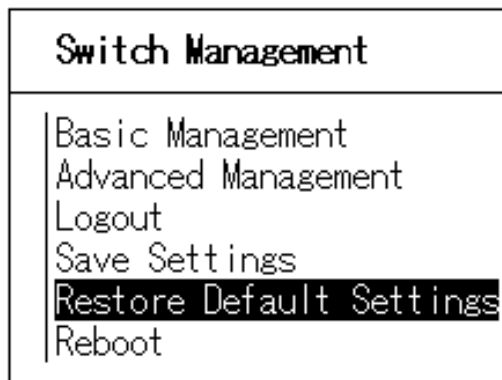 Switch Management
Basic Management
Advanced Management
Logout
Save Settings
Restore Default Settings
Reboot